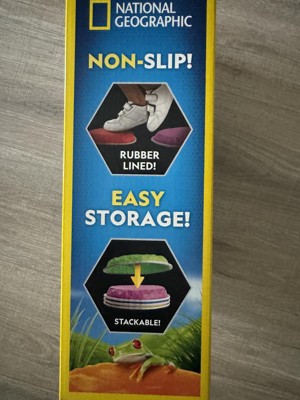 NATIONAL
GEOGRAPHIC
NON-SLIP!
RUBBER
LINED!
EASY
STORAGE!
STACKABLE!